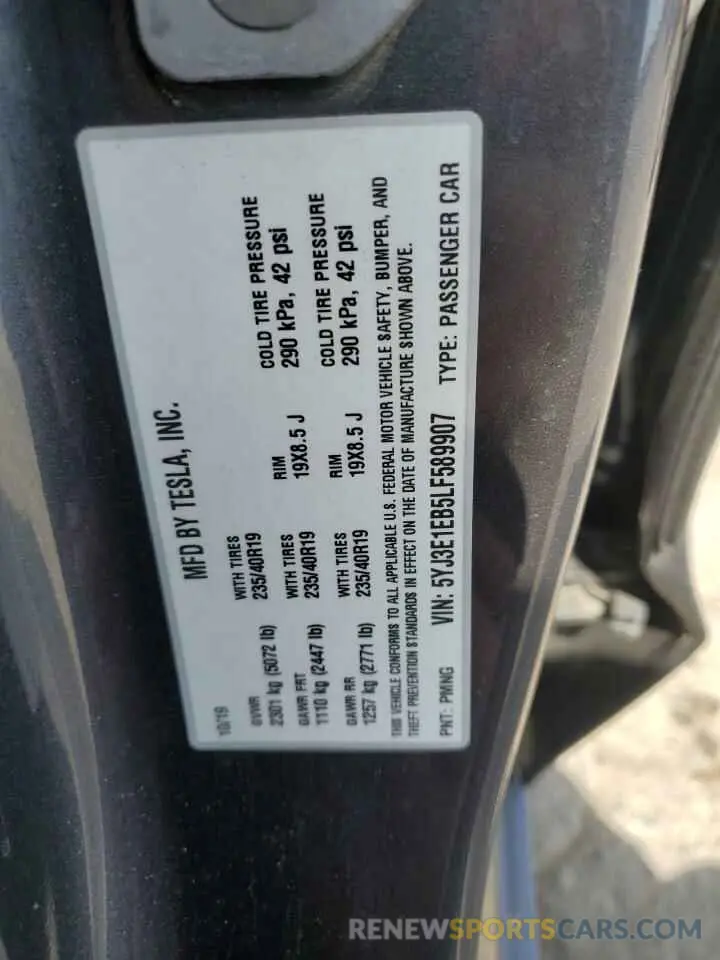 MFD BY TESLA, INC.
10/19
GVWR
2301 kg (5072 lb)
WITH TIRES
235/40R19
COLD TIRE PRESSURE
290 kPa, 42 psi
GAWR FRT
1110 kg (2447 lb)
WITH TIRES
235/40R19
RIM
19X8.5 J
COLD TIRE PRESSURE
290 kPa, 42 psi
GAWR RR
1257 kg (2771 lb)
WITH TIRES
235/40R19
RIM
19X8.5 J
THIS VEHICLE CONFORMS TO ALL APPLICABLE U.S. FEDERAL MOTOR VEHICLE SAFETY, BUMPER, AND
THEFT PREVENTION STANDARDS IN EFFECT ON THE DATE OF MANUFACTURE SHOWN ABOVE.
PNT: PMNG VIN: 5YJ3E1EB5LF589907 TYPE: PASSENGER CAR
RENEWSPORTSCARS.COM